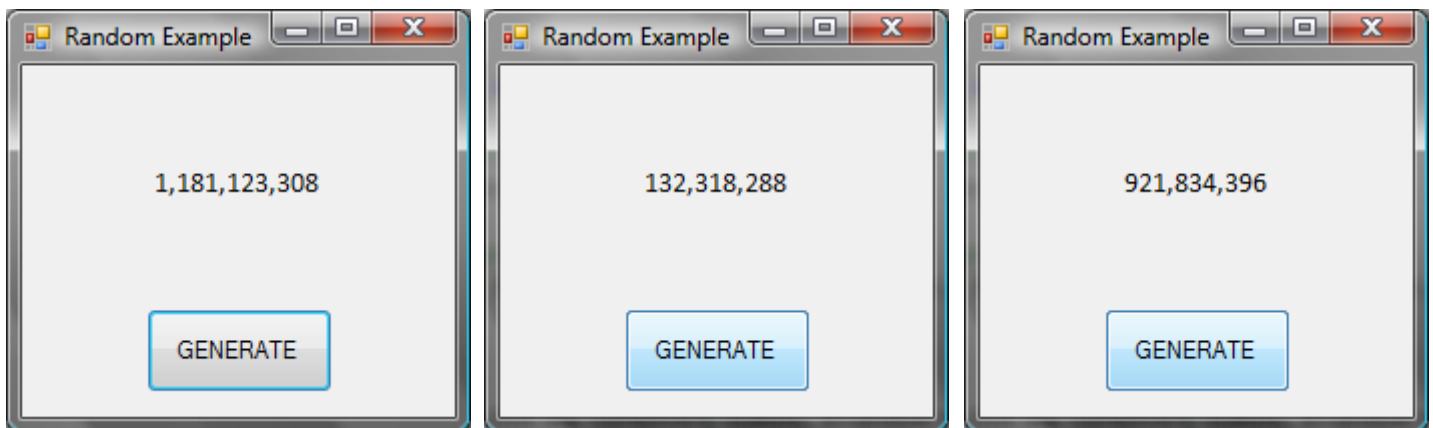 Random Example
1,181,123,308
GENERATE
Random Example
132,318,288
GENERATE
Random Example
921,834,396
GENERATE